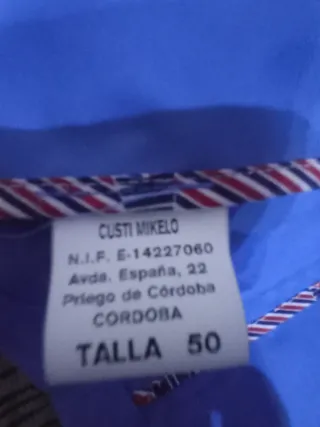 CUSTI MIKELO
N.I.F. E-14227060
Avda. España, 22
Priego de Córdoba
CORDOBA
TALLA 50